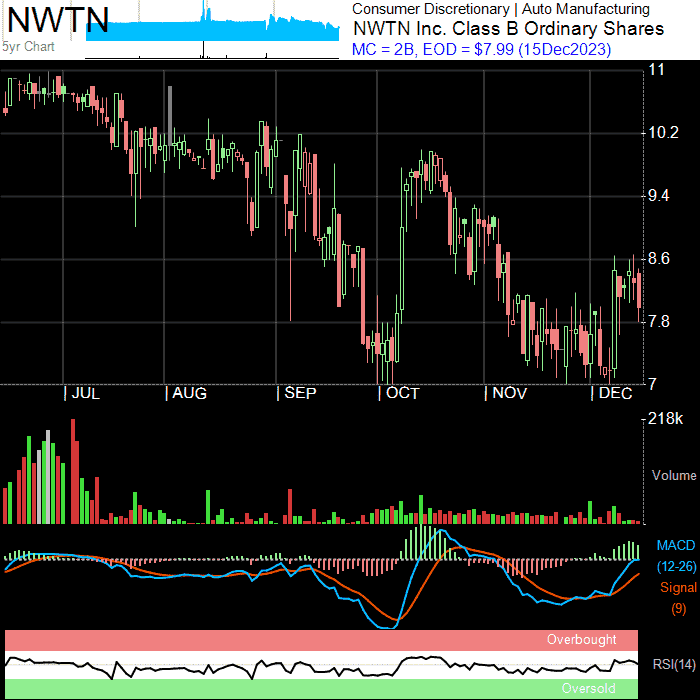 NWTN
5yr Chart
Consumer Discretionary | Auto Manufacturing
NWTN Inc. Class B Ordinary Shares
MC = 2B, EOD = $7.99 (15Dec2023)
11
10.2
9.4
8.6
7.8
7
| JUL | AUG | SEP | OCT | NOV | DEC
218k
Volume
MACD
(12-26)
Signal
(9)
Overbought
RSI(14)
Oversold